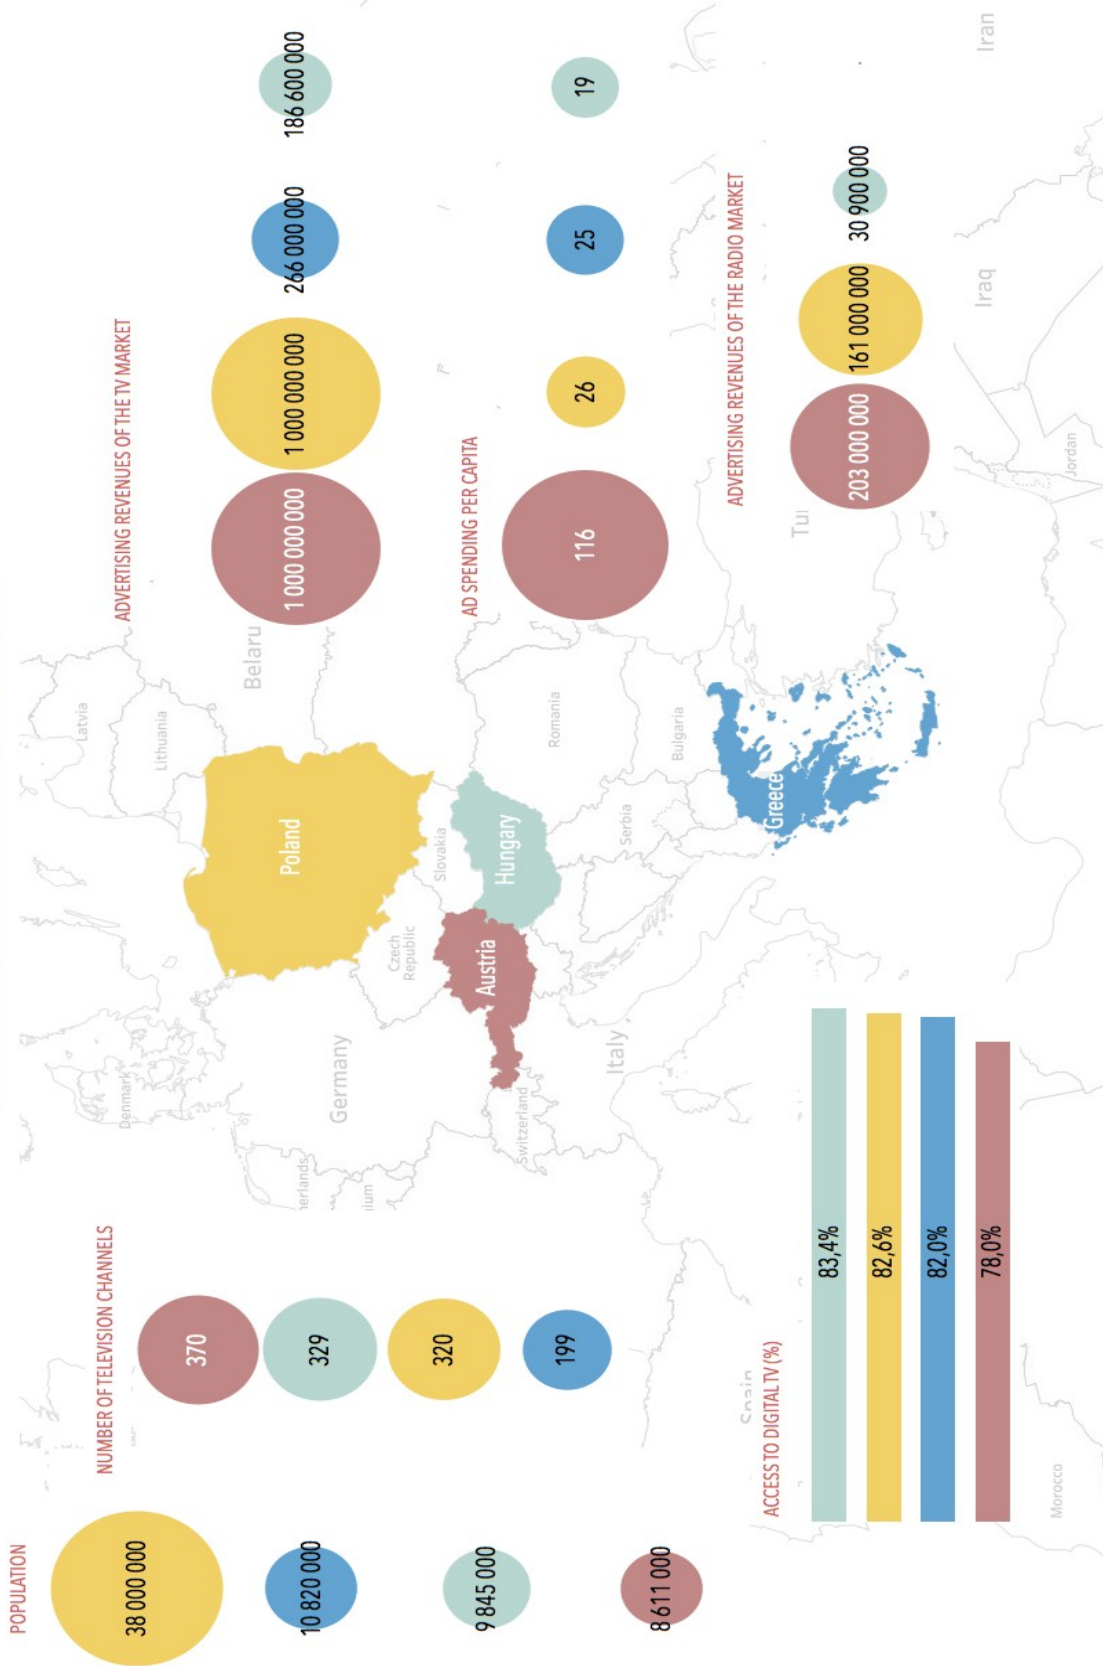 POPULATION
38 000 000
10 820 000
9 845 000
8 611 000
NUMBER OF TELEVISION CHANNELS
370
329
320
199
ACCESS TO DIGITAL TV (%)
83,4%
82,6%
82,0%
78,0%
ADVERTISING REVENUES OF THE TV MARKET
1 000 000 000
1 000 000 000
266 000 000
186 600 000
AD SPENDING PER CAPITA
116
26
25
19
ADVERTISING REVENUES OF THE RADIO MARKET
203 000 000
161 000 000
30 900 000
Latvia
Lithuania
Belaru
Denmark
Poland
Germany
erlands
ium
Czech
Republic
Slovakia
Austria
Hungary
Switzerland
Italy
Romania
Serbia
Bulgaria
Greece
Tu
Morocco
Jordan
Iraq
Iran